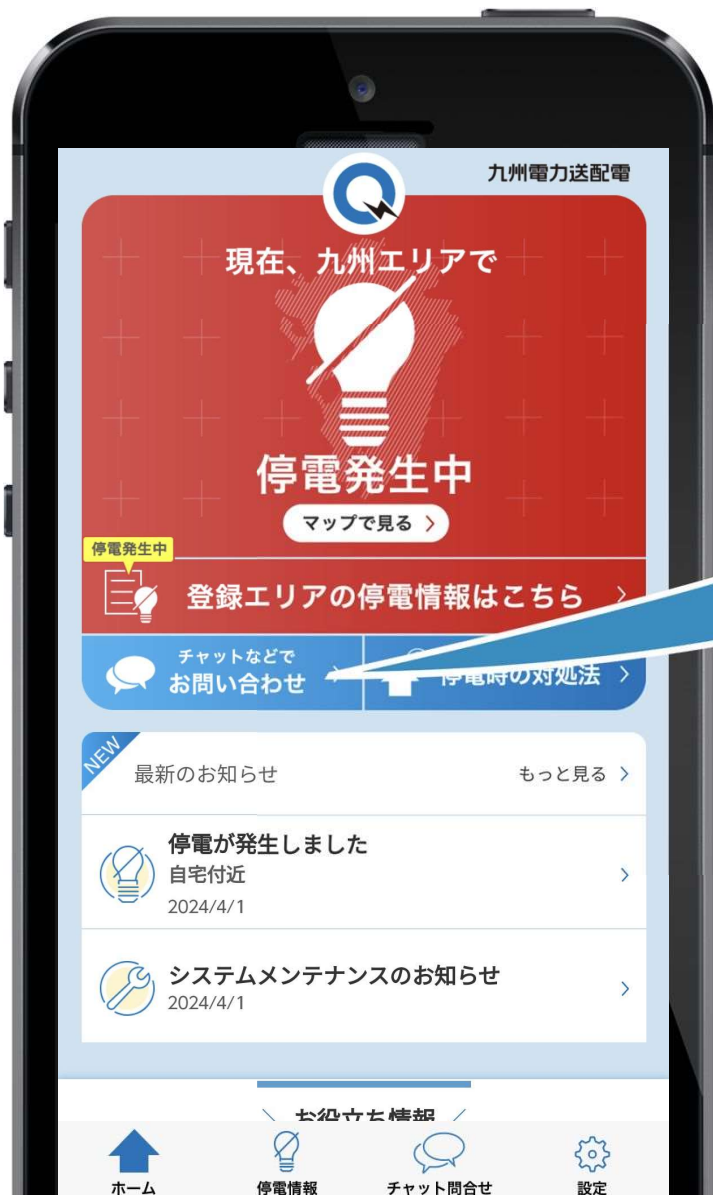 九州電力送配電
現在、九州エリアで
停電発生中
マップで見る
停電発生中
登録エリアの停電情報はこちら
チャットなどで
お問い合わせ
停電時の対処法
NEW
最新のお知らせ
もっと見る
停電が発生しました
自宅付近
2024/4/1
システムメンテナンスのお知らせ
2024/4/1
お役立ち情報
ホーム
停電情報
チャット問合せ
設定